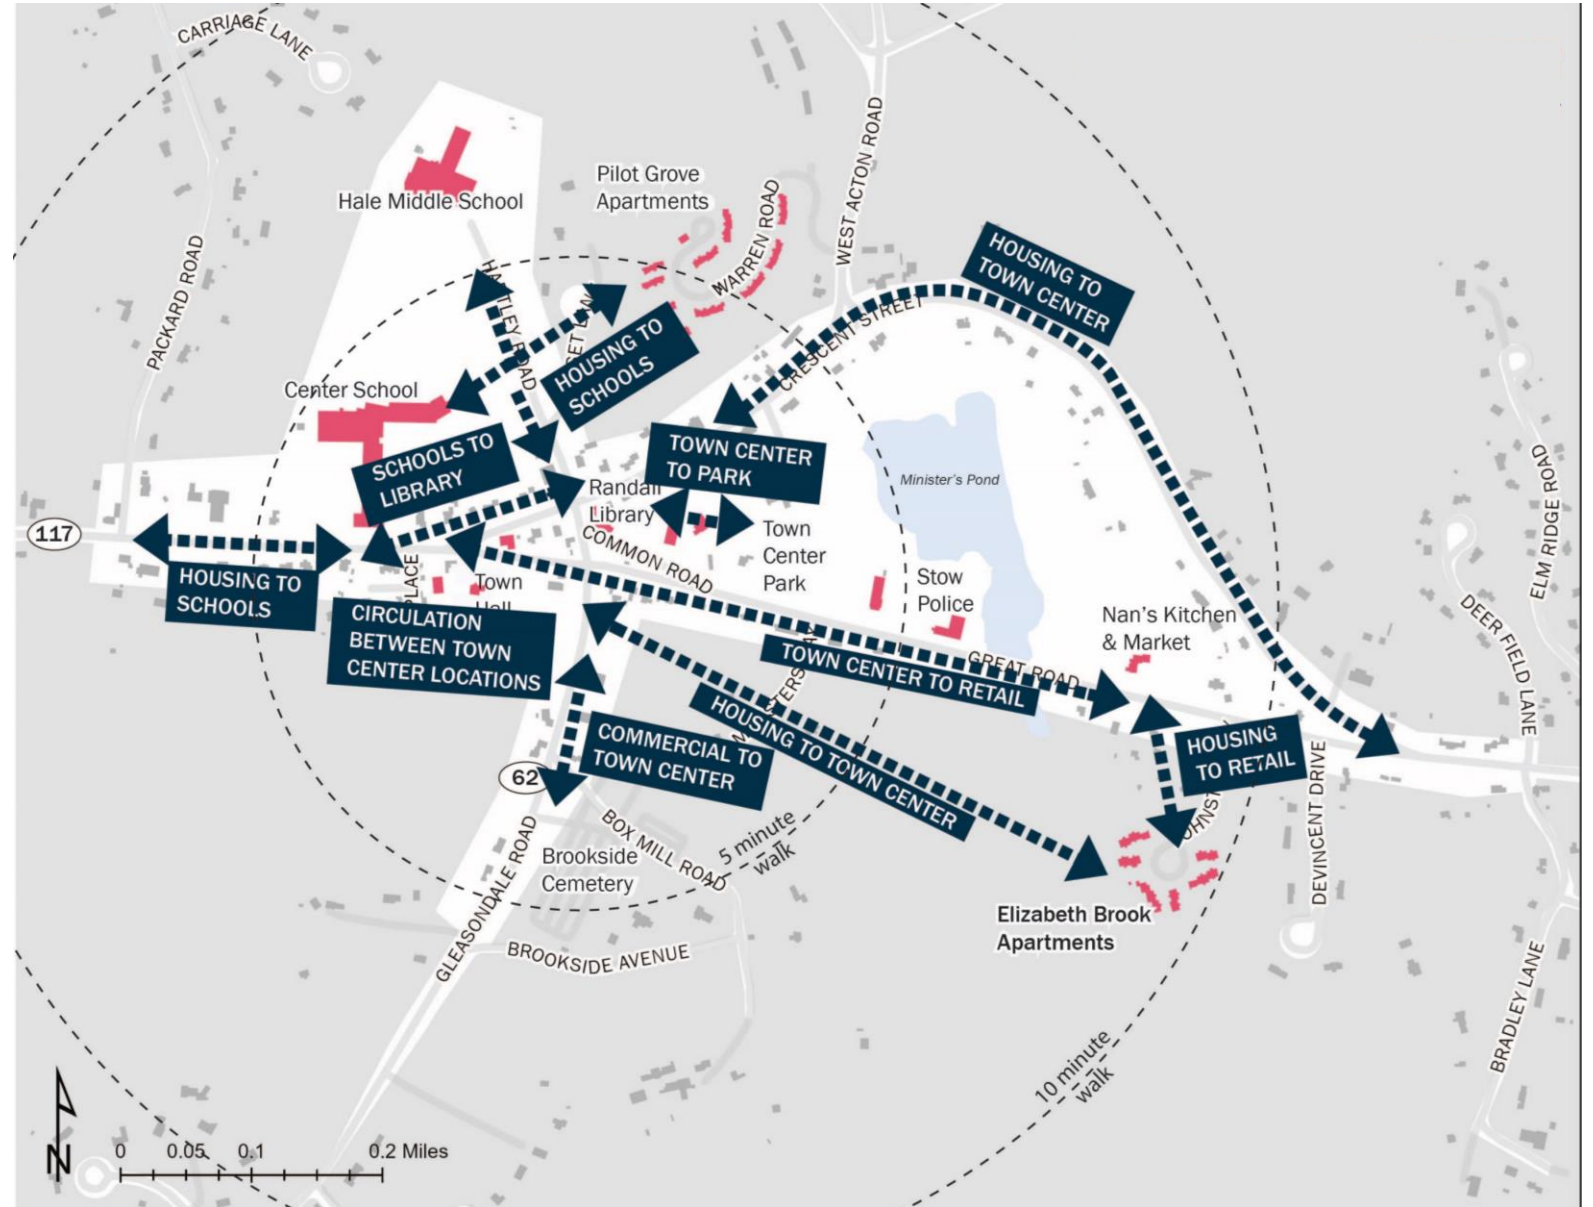 CARRIAGE LANE
Hale Middle School
Pilot Grove
Apartments
WARREN ROAD
WEST ACTON ROAD
PACKARD ROAD
HOUSING TO
TOWN CENTER
CRESCENT STREET
ROAD
HOUSING TO
SCHOOLS
Center School
SCHOOLS TO
LIBRARY
TOWN CENTER
TO PARK
Minister's Pond
Randall
Library
117
COMMON ROAD
Town
Center
Park
HOUSING TO
SCHOOLS
PLACE
Town
Stow
Police
Nan's Kitchen
& Market
ELM RIDGE ROAD
DEER FIELD LANE
CIRCULATION
BETWEEN TOWN
CENTER LOCATIONS
TOWN CENTER TO RETAIL
GREAT ROAD
HOUSING TO TOWN CENTER
COMMERCIAL TO
TOWN CENTER
HOUSING
TO RETAIL
62
DEVINCENT DRIVE
BOX MILL ROAD
5 minute
walk
Brookside
Cemetery
GLEASONDALE ROAD
BROOKSIDE AVENUE
Elizabeth Brook
Apartments
BRADLEY LANE
10 minute
walk
N
0 0.05 0.1 0.2 Miles